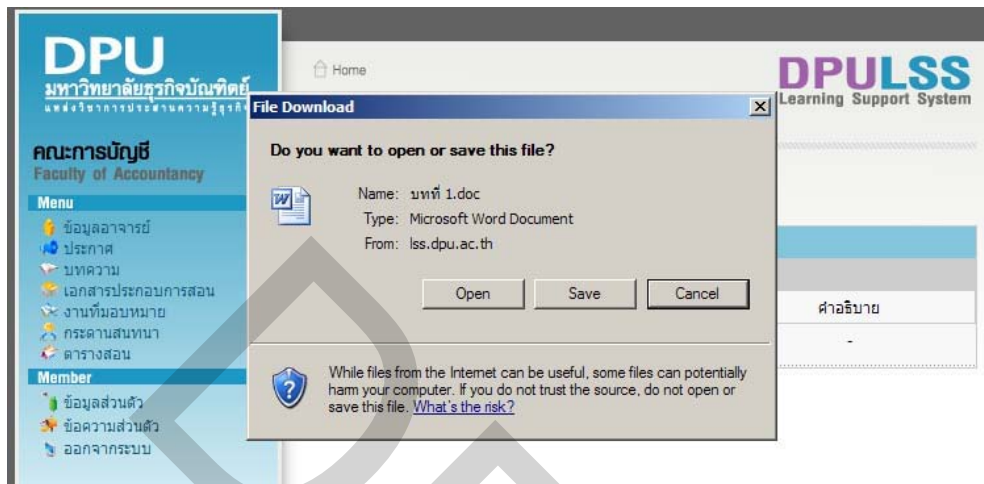 DPU
มหาวิทยาลัยธุรกิจบัณฑิตย์
คณะการบัญชี
Faculty of Accountancy
Menu
ข้อมูลอาจารย์
ประกาศ
บทความ
เอกสารประกอบการสอน
งานที่มอบหมาย
กระดานสนทนา
ตารางสอน
Member
ข้อมูลส่วนตัว
ข้อความส่วนตัว
ออกจากระบบ
Home
DPULSS
Learning Support System
File Download
Do you want to open or save this file?
Name: บทที่ 1.doc
Type: Microsoft Word Document
From: lss.dpu.ac.th
Open Save Cancel
While files from the Internet can be useful, some files can potentially
harm your computer. If you do not trust the source, do not open or
save this file. What's the risk?
คำอธิบาย
-